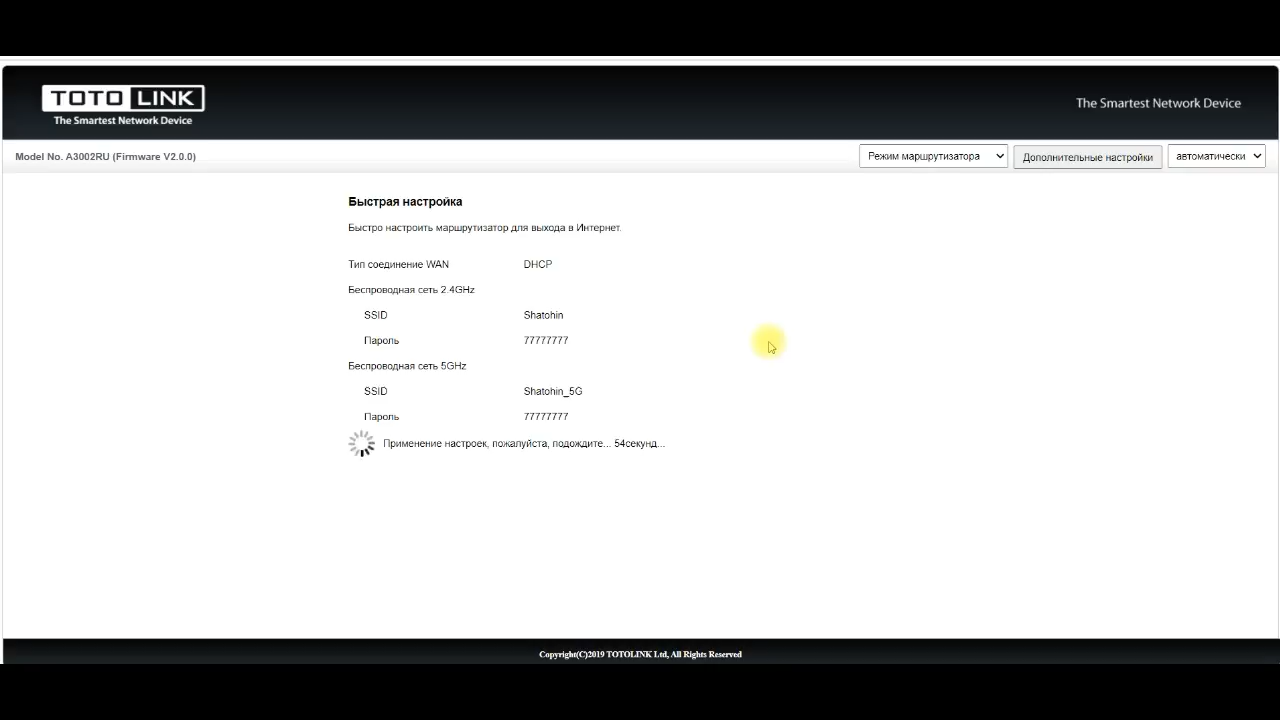 TOTO LINK
The Smartest Network Device
The Smartest Network Device
Model No. A3002RU (Firmware V2.0.0)
Режим маршрутизатора
Дополнительные настройки
автоматически
Быстрая настройка
Быстро настроить маршрутизатор для выхода в Интернет.
Тип соединение WAN DHCP
Беспроводная сеть 2.4GHz
SSID Shatohin
Пароль 77777777
Беспроводная сеть 5GHz
SSID Shatohin_5G
Пароль 77777777
Применение настроек, пожалуйста, подождите... 54секунд...
Copyright(C)2019 TOTOLINK Ltd, All Rights Reserved